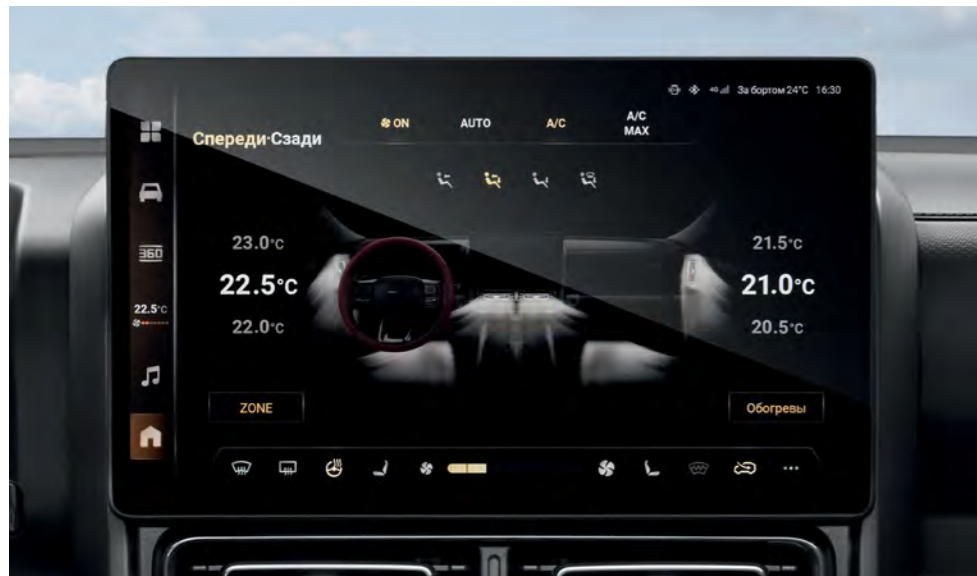 4G За бортом 24°C 16:30
Спереди·Сзади
ON AUTO A/C A/C MAX
360
23.0°C 21.5°C
22.5°C 21.0°C
22.5°C
22.0°C 20.5°C
ZONE Обогревы